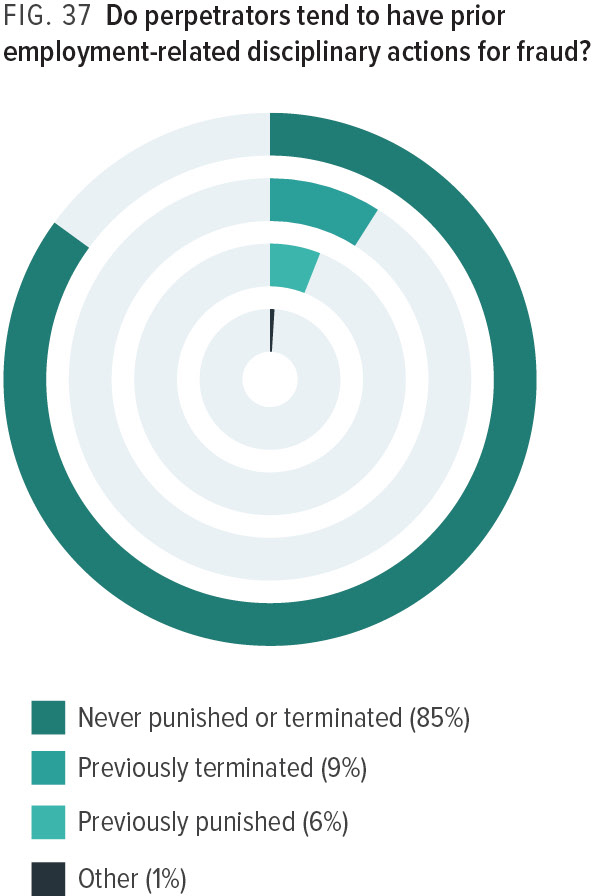 FIG. 37 Do perpetrators tend to have prior
employment-related disciplinary actions for fraud?
Never punished or terminated (85%)
Previously terminated (9%)
Previously punished (6%)
Other (1%)